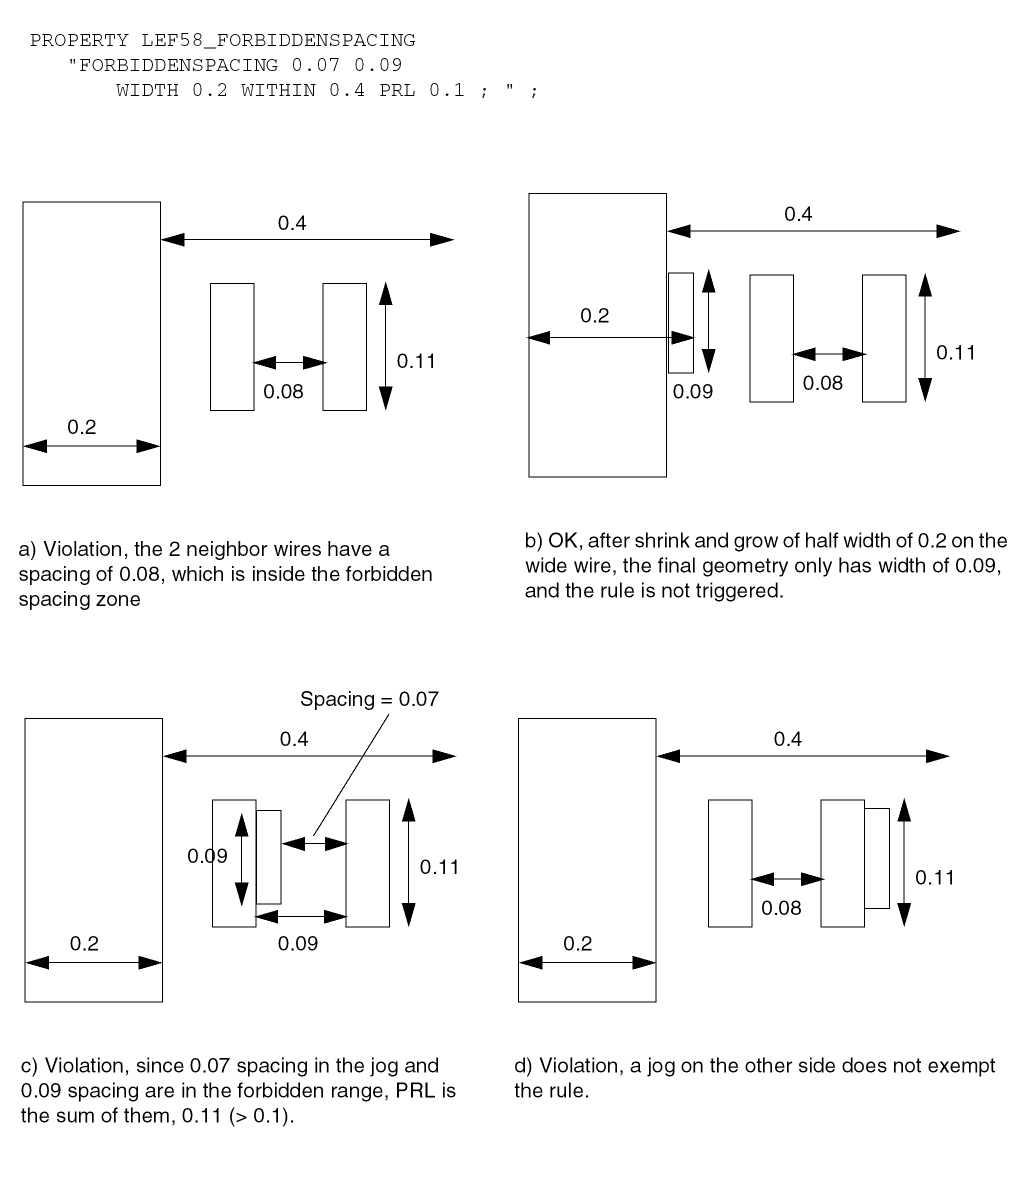 PROPERTY LEF58_FORBIDDENSPACING
"FORBIDDENSPACING 0.07 0.09
WIDTH 0.2 WITHIN 0.4 PRL 0.1 ; " ;
0.4
0.11
0.08
0.2
a) Violation, the 2 neighbor wires have a
spacing of 0.08, which is inside the forbidden
spacing zone
0.4
0.2
0.11
0.09
0.08
b) OK, after shrink and grow of half width of 0.2 on the
wide wire, the final geometry only has width of 0.09,
and the rule is not triggered.
Spacing = 0.07
0.4
0.09
0.11
0.09
0.2
c) Violation, since 0.07 spacing in the jog and
0.09 spacing are in the forbidden range, PRL is
the sum of them, 0.11 (> 0.1).
0.4
0.11
0.08
0.2
d) Violation, a jog on the other side does not exempt
the rule.